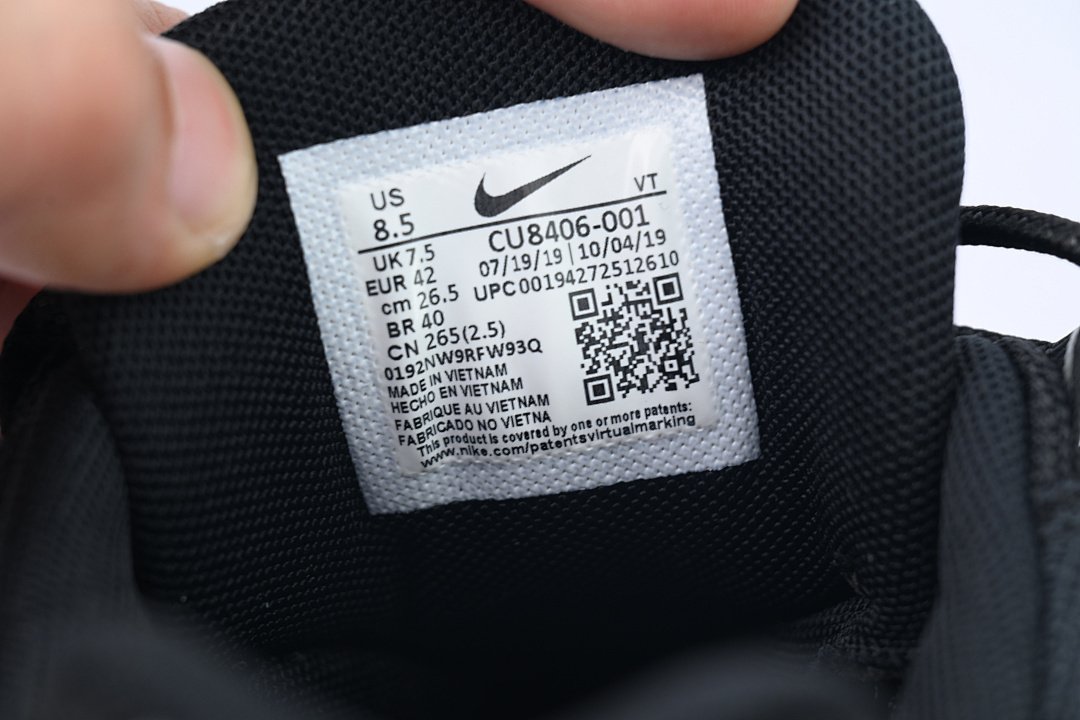 US
8.5
VT
UK 7.5
EUR 42
cm 26.5
BR 40
CN 265(2.5)
CU8406-001
07/19/19 | 10/04/19
UPC00194272512610
0192NW9RFW93Q
MADE IN VIETNAM
HECHO EN VIETNAM
FABRIQUE AU VIETNAM
FABRICADO NO VIETNA
This product is covered by one or more patents:
www.nike.com/patentsvirtualmarking